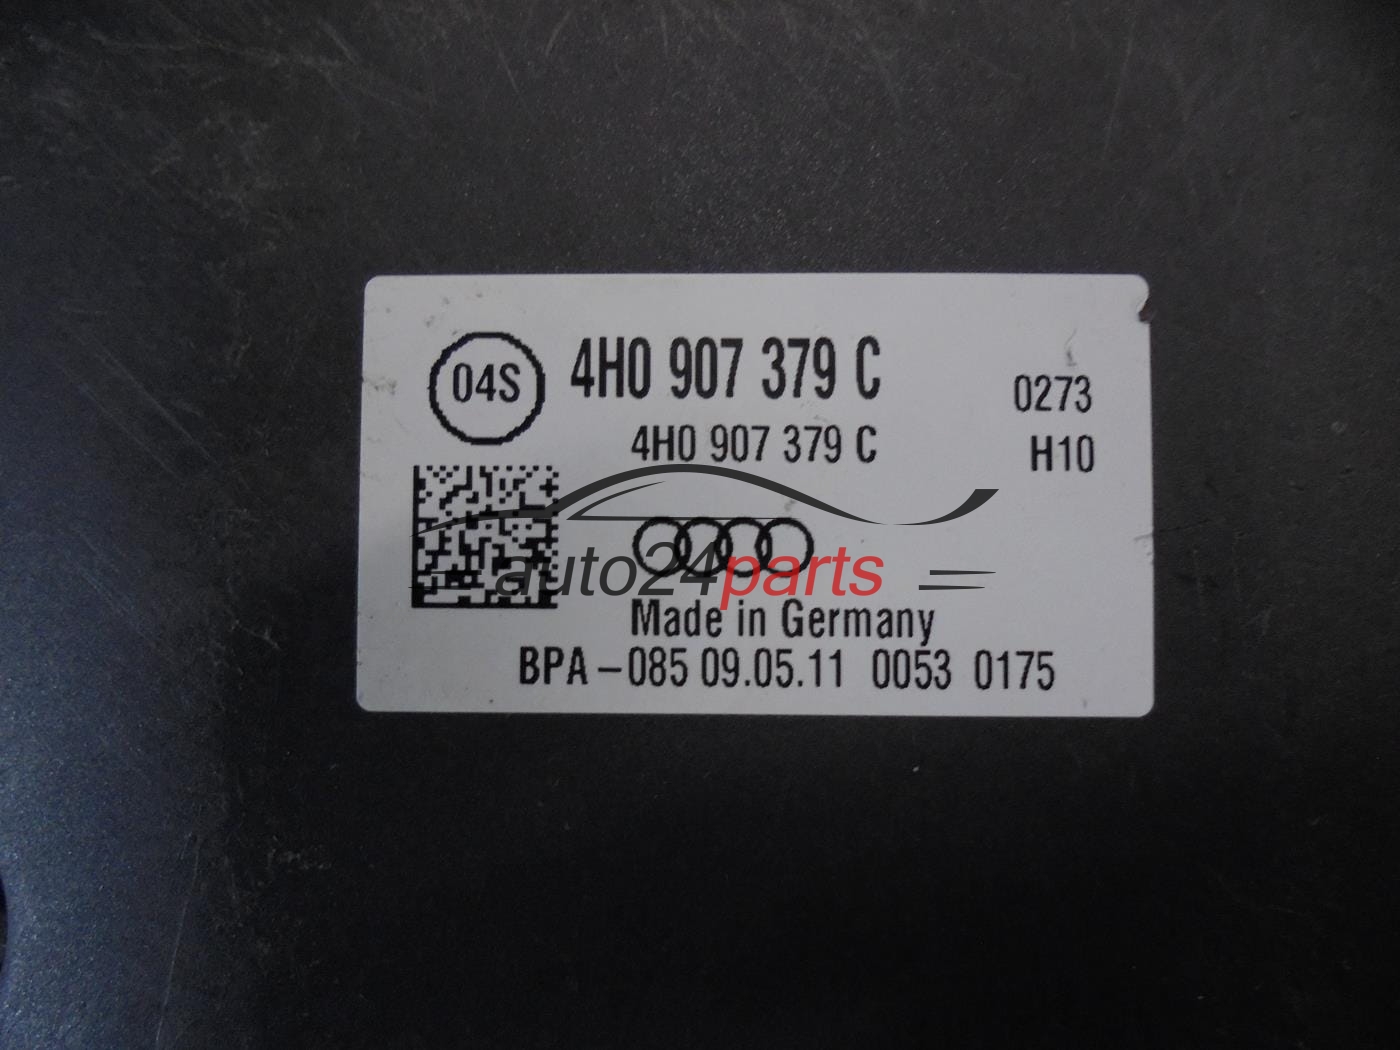 04S 4H0 907 379 C 0273
4H0 907 379 C H10
auto24parts
Made in Germany
BPA-085 09.05.11 0053 0175